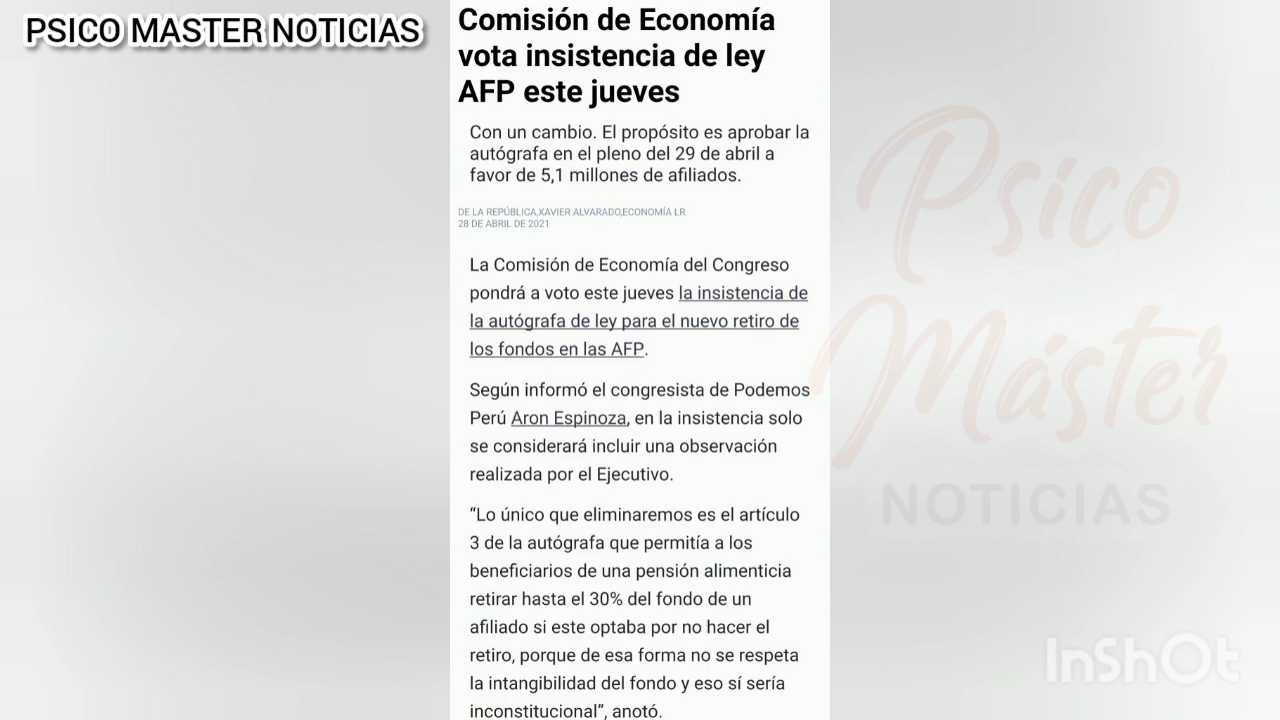 PSICO MASTER NOTICIAS
Comisión de Economía
vota insistencia de ley
AFP este jueves
Con un cambio. El propósito es aprobar la
autógrafa en el pleno del 29 de abril a
favor de 5,1 millones de afiliados.
DE LA REPÚBLICA,XAVIER ALVARADO,ECONOMÍA LR
28 DE ABRIL DE 2021
La Comisión de Economía del Congreso
pondrá a voto este jueves la insistencia de
la autógrafa de ley para el nuevo retiro de
los fondos en las AFP.
Según informó el congresista de Podemos
Perú Aron Espinoza, en la insistencia solo
se considerará incluir una observación
realizada por el Ejecutivo.
“Lo único que eliminaremos es el artículo
3 de la autógrafa que permitía a los
beneficiarios de una pensión alimenticia
retirar hasta el 30% del fondo de un
afiliado si este optaba por no hacer el
retiro, porque de esa forma no se respeta
la intangibilidad del fondo y eso sí sería
inconstitucional”, anotó.
Psico
Máster
NOTICIAS
InShOt